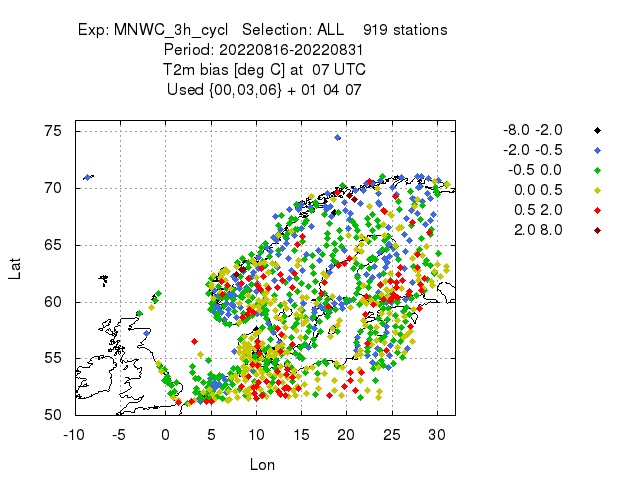 Exp: MNWC_3h_cycl   Selection: ALL    919 stations
Period: 20220816-20220831
T2m bias [deg C] at  07 UTC
Used {00,03,06} + 01 04 07
-8.0 -2.0
-2.0 -0.5
-0.5 0.0
0.0 0.5
0.5 2.0
2.0 8.0
75
70
65
60
55
50
Lat
-10 -5 0 5 10 15 20 25 30
Lon